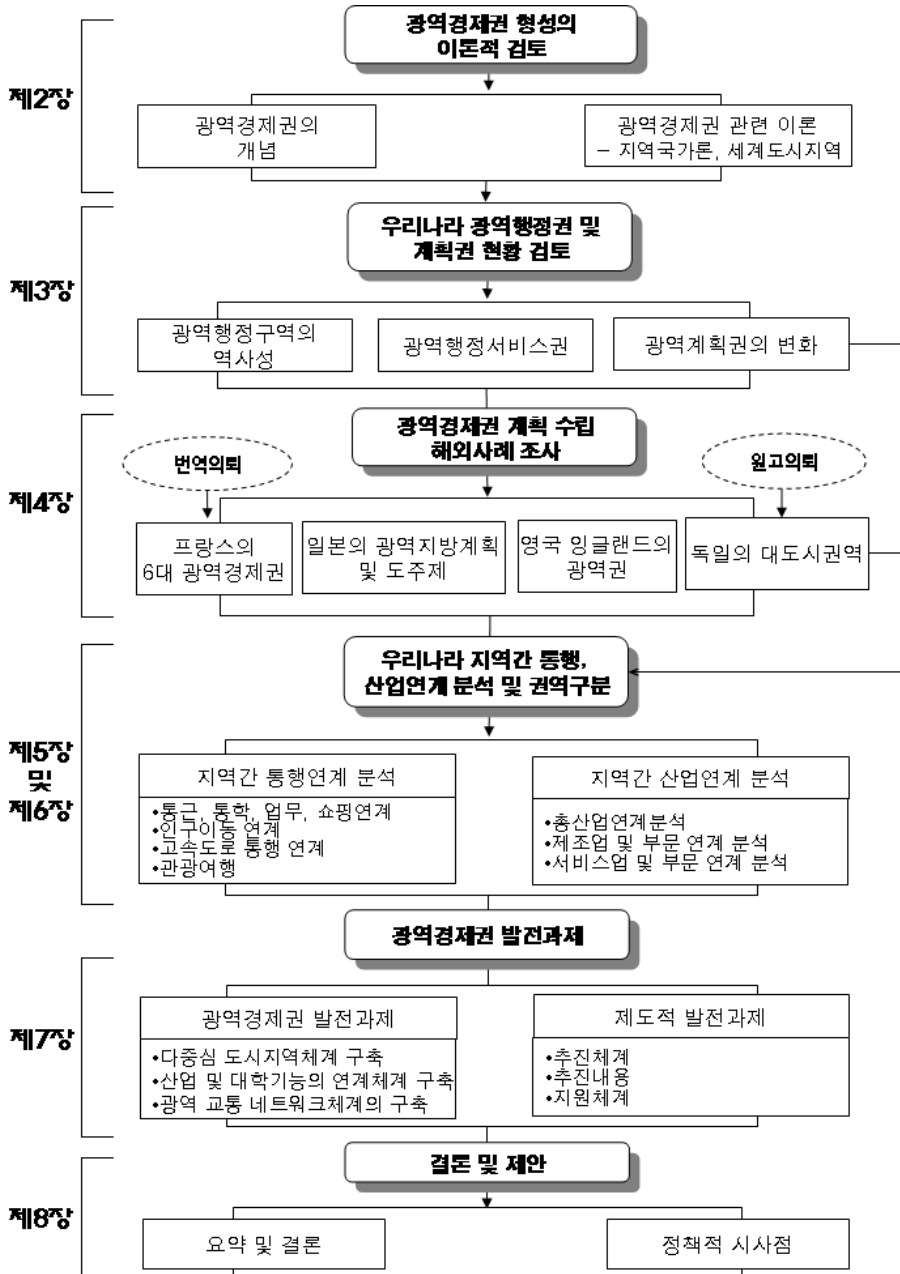 광역경제권 형성의
이론적 검토
제2장
광역경제권의
개념
광역경제권 관련 이론
– 지역국가론, 세계도시지역
우리나라 광역행정권 및
계획권 현황 검토
제3장
광역행정구역의
역사성
광역행정서비스권
광역계획권의 변화
광역경제권 계획 수립
해외사례 조사
번역의뢰
원고의뢰
제4장
프랑스의
6대 광역경제권
일본의 광역지방계획
및 도주제
영국 잉글랜드의
광역권
독일의 대도시권역
우리나라 지역간 통행,
산업연계 분석 및 권역구분
제5장
및
제6장
지역간 통행연계 분석
•통근, 통학, 업무, 쇼핑연계
•인구이동 연계
•고속도로 통행 연계
•관광여행
지역간 산업연계 분석
•총산업연계분석
•제조업 및 부문 연계 분석
•서비스업 및 부문 연계 분석
광역경제권 발전과제
제7장
광역경제권 발전과제
•다중심 도시지역체계 구축
•산업 및 대학기능의 연계체계 구축
•광역 교통 네트워크체계의 구축
제도적 발전과제
•추진체계
•추진내용
•지원체계
결론 및 제안
제8장
요약 및 결론
정책적 시사점